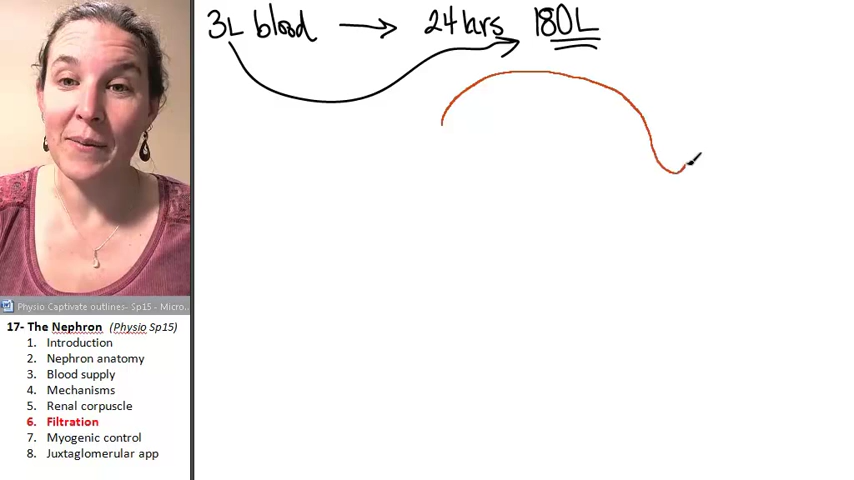 3L blood → 24 hrs 180L
Physio Captivate outlines- Sp15 - Micro...
17- The Nephron (Physio Sp15)
1. Introduction
2. Nephron anatomy
3. Blood supply
4. Mechanisms
5. Renal corpuscle
6. Filtration
7. Myogenic control
8. Juxtaglomerular app